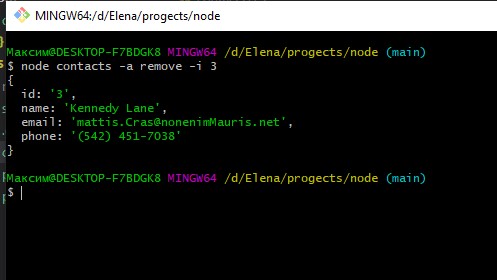 MINGW64:/d/Elena/progects/node
Максим@DESKTOP-F7BDGK8 MINGW64 /d/Elena/progects/node (main)
$ node contacts -a remove -i 3
{
  id: '3',
  name: 'Kennedy Lane',
  email: 'mattis.Cras@nonenimMauris.net',
  phone: '(542) 451-7038'
}
Максим@DESKTOP-F7BDGK8 MINGW64 /d/Elena/progects/node (main)
$